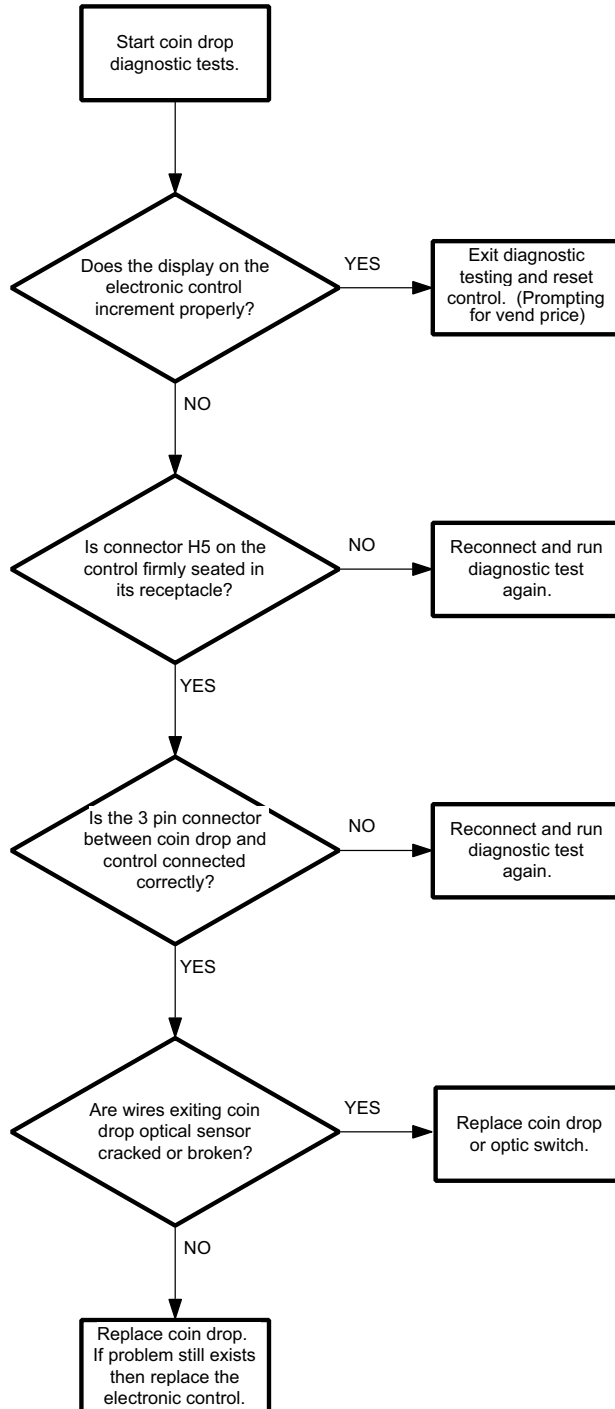 Start coin drop
diagnostic tests.
Does the display on the
electronic control
increment properly?
YES
Exit diagnostic
testing and reset
control. (Prompting
for vend price)
NO
Is connector H5 on the
control firmly seated in
its receptacle?
NO
Reconnect and run
diagnostic test
again.
YES
Is the 3 pin connector
between coin drop and
control connected
correctly?
NO
Reconnect and run
diagnostic test
again.
YES
Are wires exiting coin
drop optical sensor
cracked or broken?
YES
Replace coin drop
or optic switch.
NO
Replace coin drop.
If problem still exists
then replace the
electronic control.